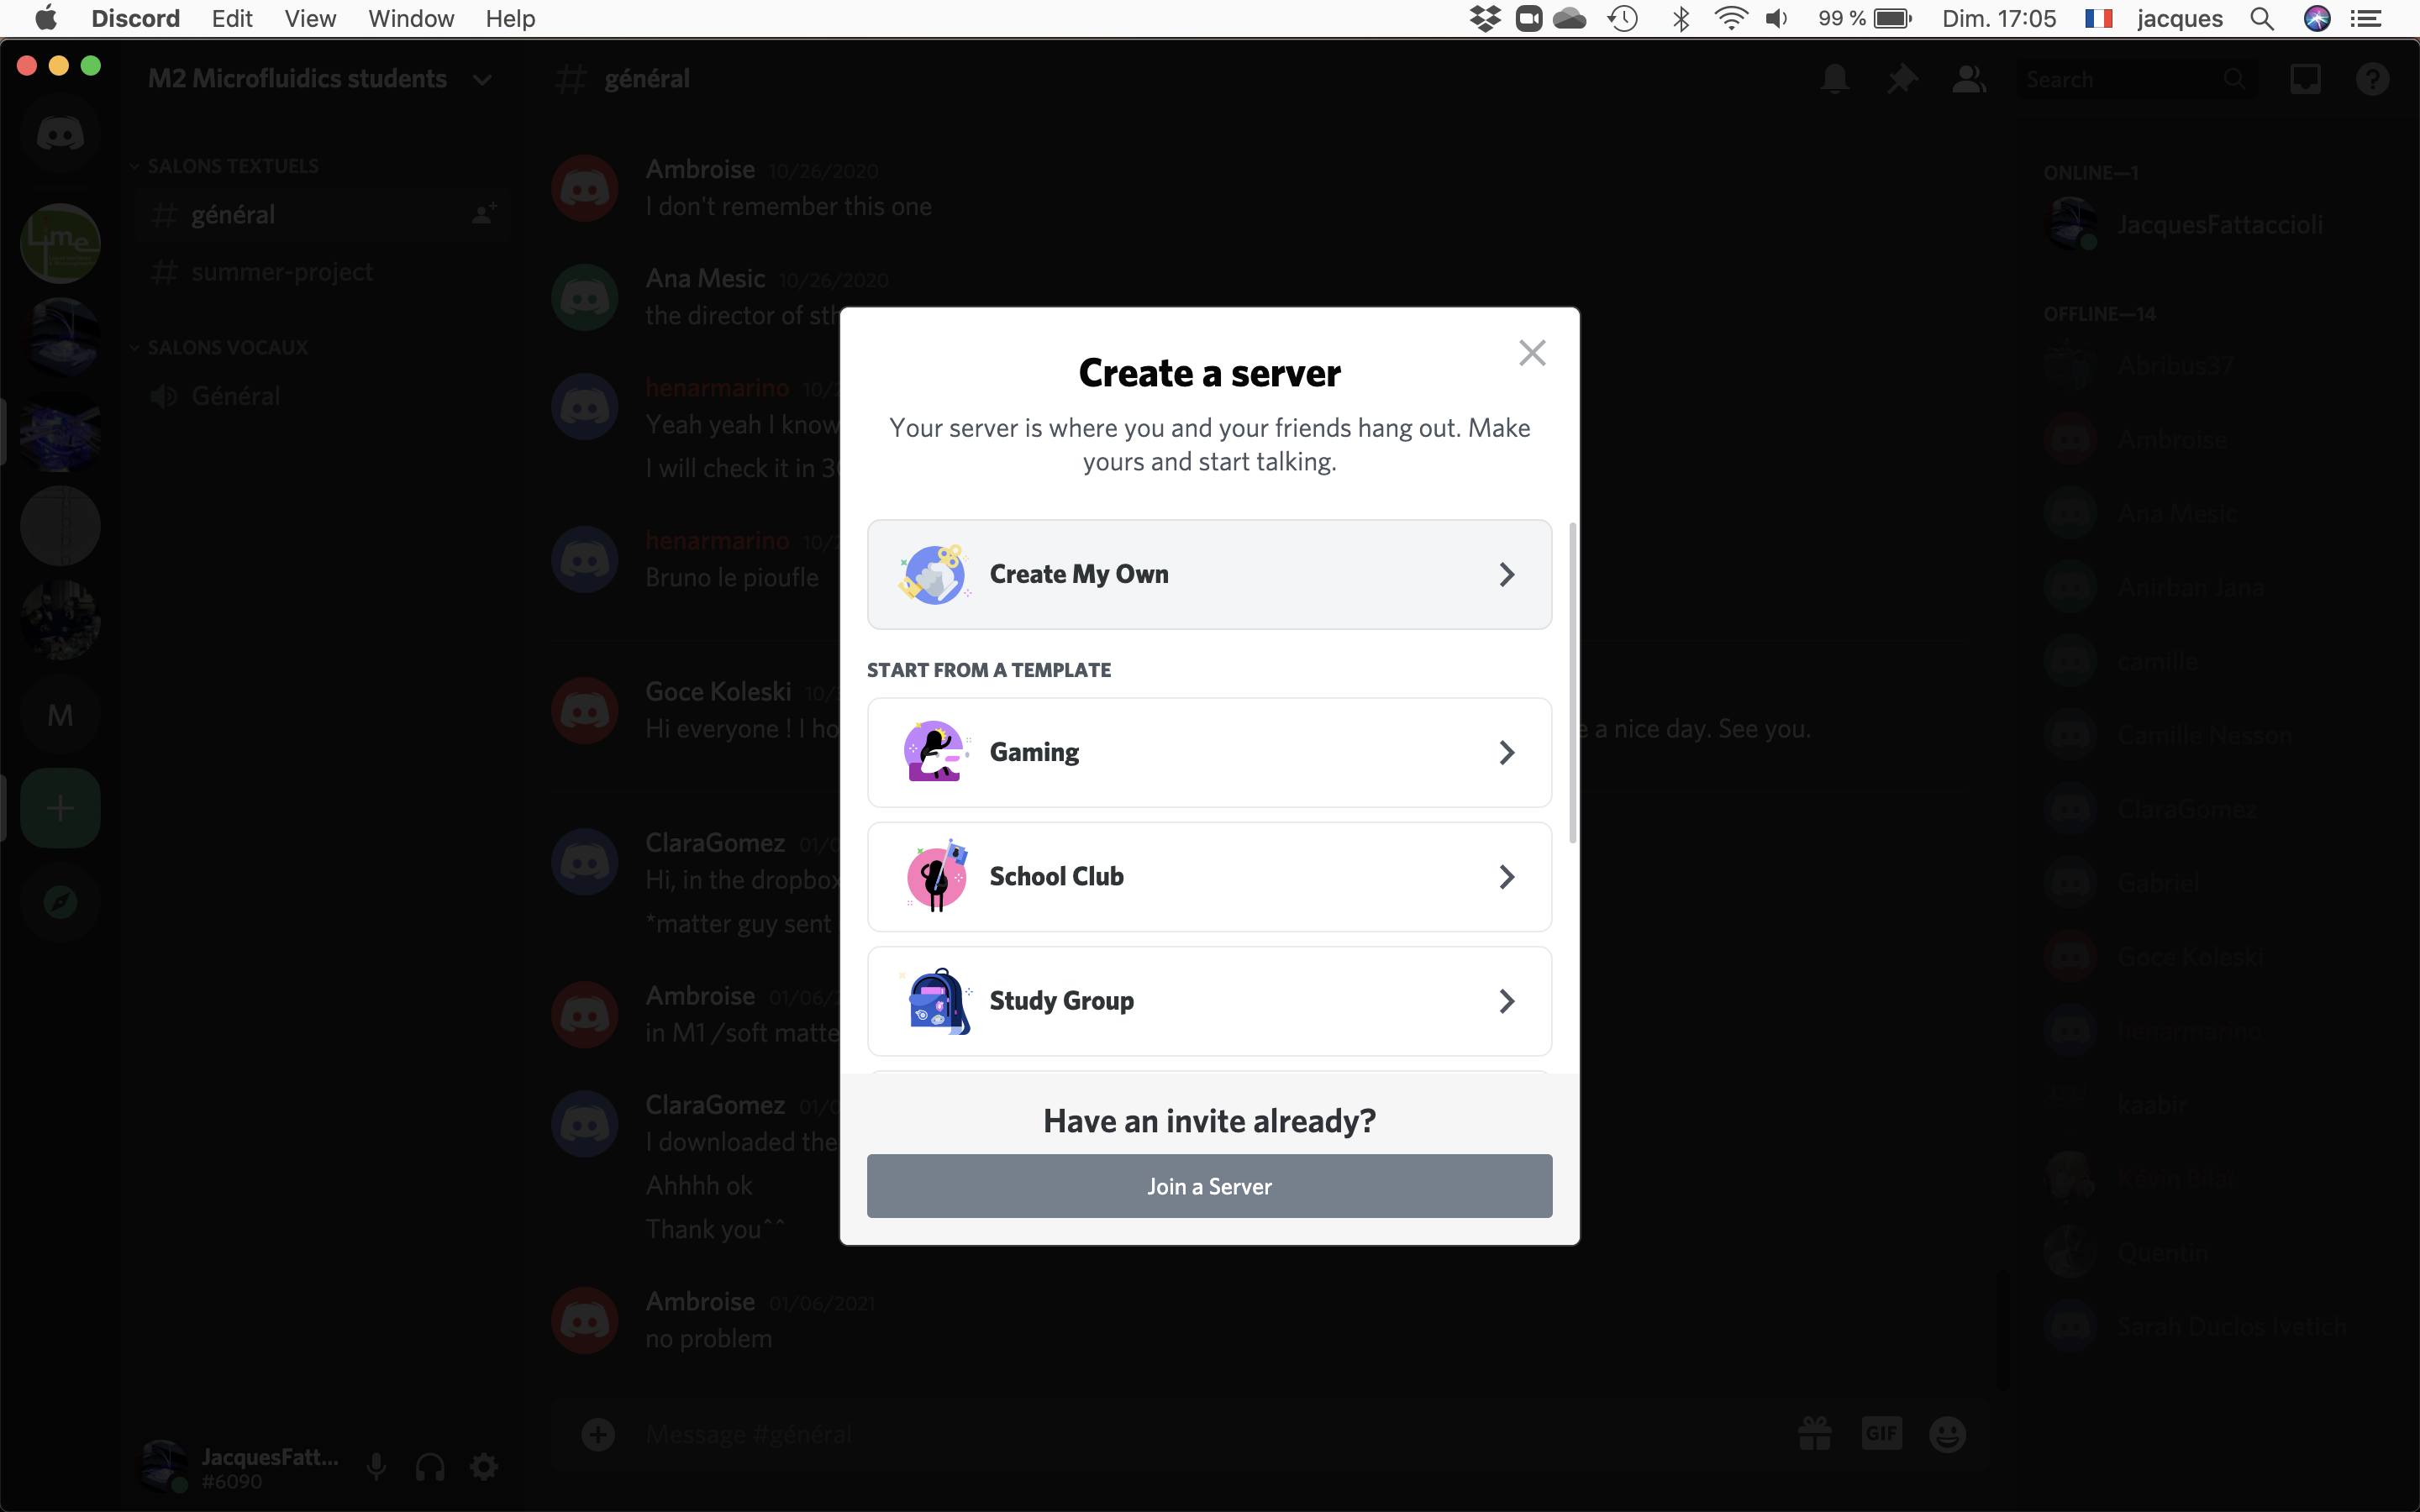 Discord Edit View Window Help 99 % Dim. 17:05 jacques
M2 Microfluidics students
général
Search
SALONS TEXTUELS
général
summer-project
SALONS VOCAUX
Général
4me
M
Ambroise 10/26/2020
I don't remember this one
Ana Mesic 10/26/2020
the director of sth
henarmarino 10/2
Yeah yeah I know
I will check it in 30
henarmarino 10/2
Bruno le pioufle
Goce Koleski 10/
Hi everyone ! I ho
e a nice day. See you.
ClaraGomez 01/0
Hi, in the dropbox
*matter guy sent
Ambroise 01/06/2
in M1/soft matte
ClaraGomez 01/0
I downloaded the
Ahhhh ok
Thank you^^
Ambroise 01/06/2021
no problem
Message #général
GIF
JacquesFatt...
#6090
Create a server
Your server is where you and your friends hang out. Make
yours and start talking.
Create My Own
START FROM A TEMPLATE
Gaming
School Club
Study Group
Have an invite already?
Join a Server
ONLINE—1
JacquesFattaccioli
OFFLINE—14
Abribus37
Ambroise
Ana Mesic
Anirban Jana
camille
Camille Nesson
ClaraGomez
Gabriel
Goce Koleski
henarmarino
kaabir
Quentin
Sarah Duclos Ivetich